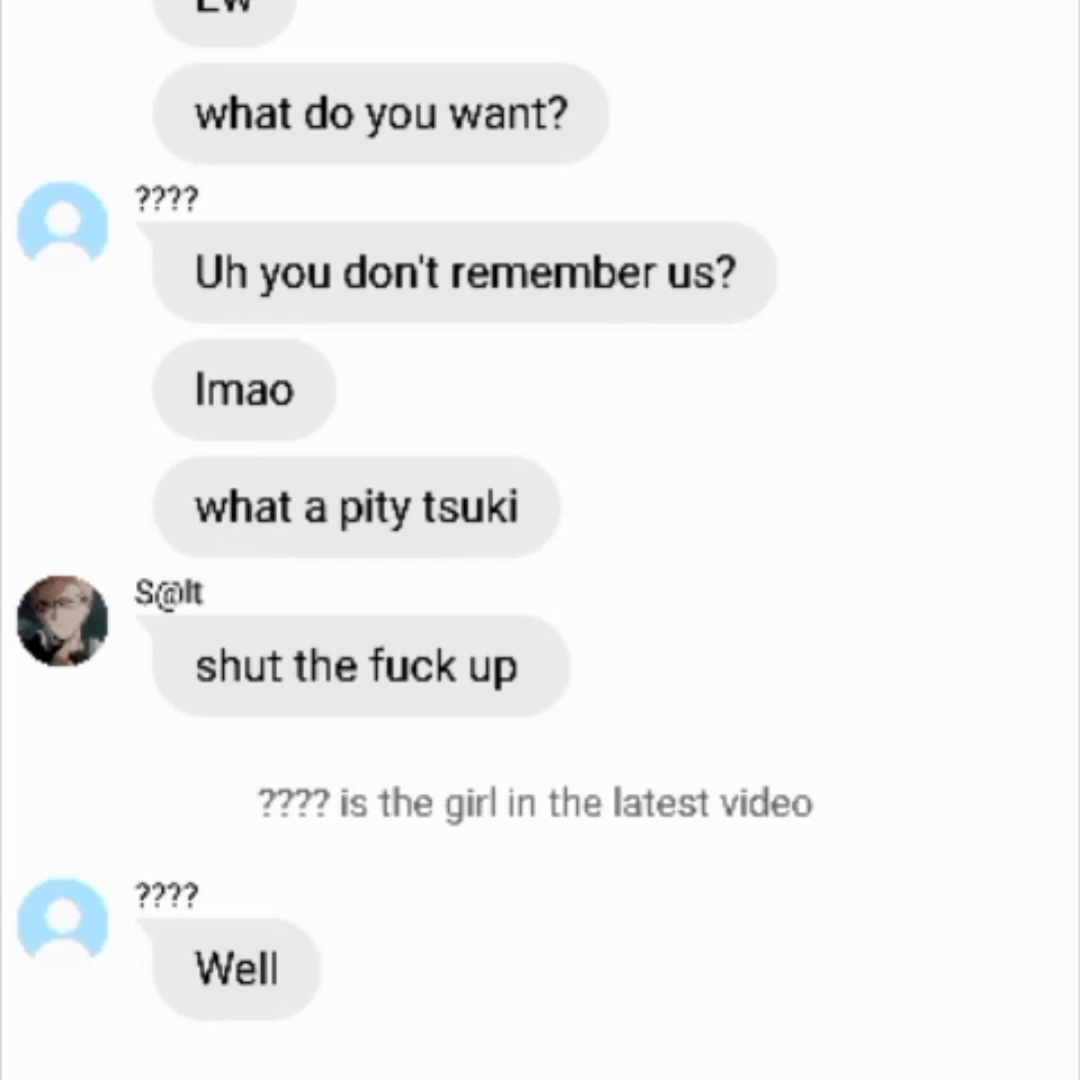 Ew
what do you want?
????
Uh you don't remember us?
lmao
what a pity tsuki
S@lt
shut the fuck up
???? is the girl in the latest video
????
Well